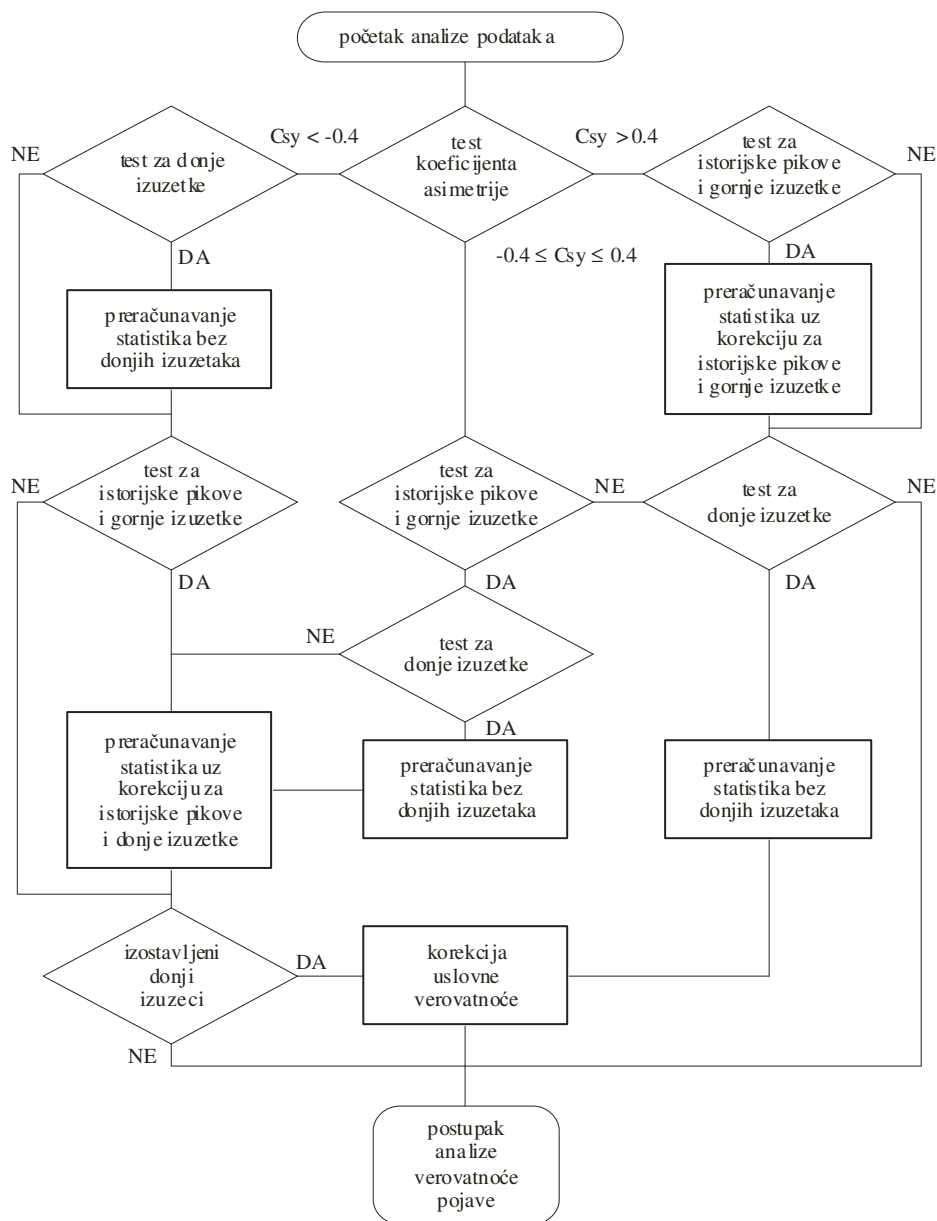 početak analize podataka
Csy < -0.4
Csy > 0.4
NE
test za donje
izuzetke
test
koeficijenta
asimetrije
test za
istorijske pikove
i gornje izuzetke
NE
DA
-0.4 ≤ Csy ≤ 0.4
DA
preračunavanje
statistika bez
donjih izuzetaka
preračunavanje
statistika uz
korekciju za
istorijske pikove
i gornje izuzetke
NE
test za
istorijske pikove
i gornje izuzetke
test za
istorijske pikove
i gornje izuzetke
NE
test za
donje izuzetke
NE
DA
DA
DA
NE
test za
donje izuzetke
DA
preračunavanje
statistika uz
korekciju za
istorijske pikove
i donje izuzetke
preračunavanje
statistika bez
donjih izuzetaka
preračunavanje
statistika bez
donjih izuzetaka
izostavljeni
donji
izuzeci
DA
korekcija
uslovne
verovatnoće
NE
postupak
analize
verovatnoće
pojave